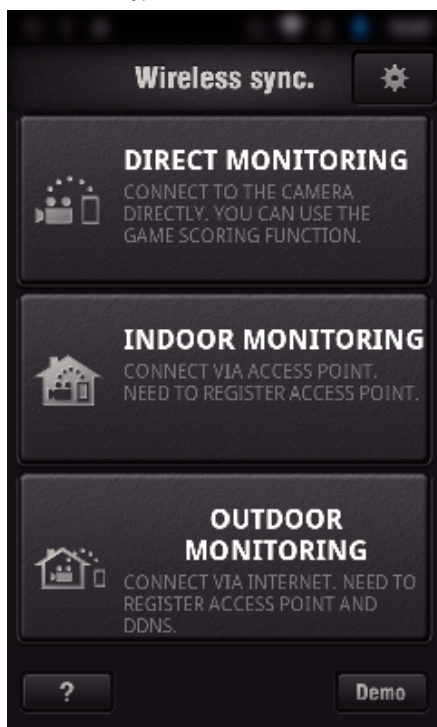 Wireless sync.
DIRECT MONITORING
CONNECT TO THE CAMERA
DIRECTLY. YOU CAN USE THE
GAME SCORING FUNCTION.
INDOOR MONITORING
CONNECT VIA ACCESS POINT.
NEED TO REGISTER ACCESS POINT.
OUTDOOR
MONITORING
CONNECT VIA INTERNET. NEED TO
REGISTER ACCESS POINT AND
DDNS.
?
Demo